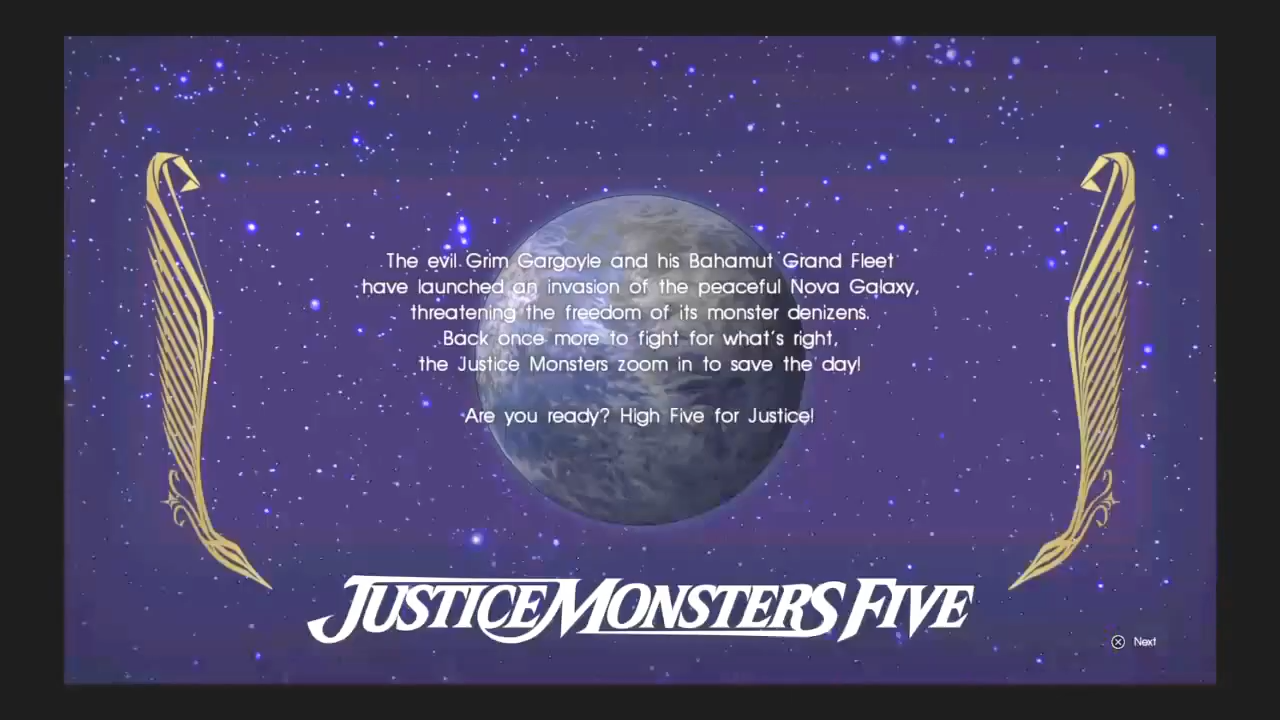 The evil Grim Gargoyle and his Bahamut Grand Fleet
have launched an invasion of the peaceful Nova Galaxy,
threatening the freedom of its monster denizens.
Back once more to fight for what's right,
the Justice Monsters zoom in to save the day!
Are you ready? High Five for Justice!
JUSTICE MONSTERS FIVE
Next